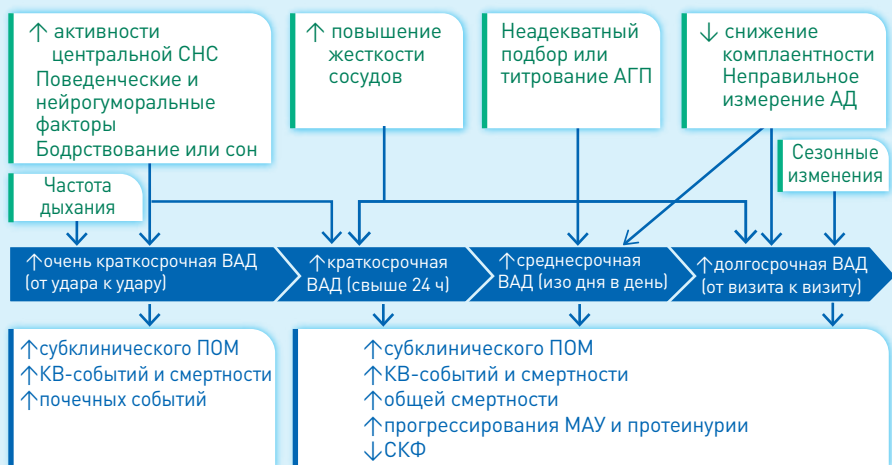 ↑ активности
центральной СНС
Поведенческие и
нейрогуморальные
факторы
Бодрствование или сон
↑ повышение
жесткости
сосудов
Неадекватный
подбор или
титрование АГП
↓ снижение
комплаентности
Неправильное
измерение АД
Частота
дыхания
Сезонные
изменения
↑очень краткосрочная ВАД
(от удара к удару)
↑краткосрочная
ВАД (свыше 24 ч)
↑среднесрочная
ВАД (изо дня в день)
↑долгосрочная ВАД
(от визита к визиту)
↑субклинического ПОМ
↑КВ-событий и смертности
↑почечных событий
↑субклинического ПОМ
↑КВ-событий и смертности
↑общей смертности
↑прогрессирования МАУ и протеинурии
↓СКФ